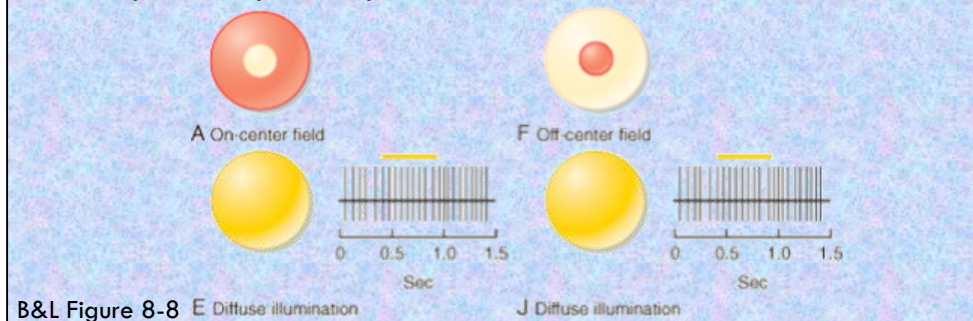 A On-center field
F Off-center field
0 0.5 1.0 1.5
Sec
0 0.5 1.0 1.5
Sec
B&L Figure 8-8 E Diffuse illumination
J Diffuse illumination